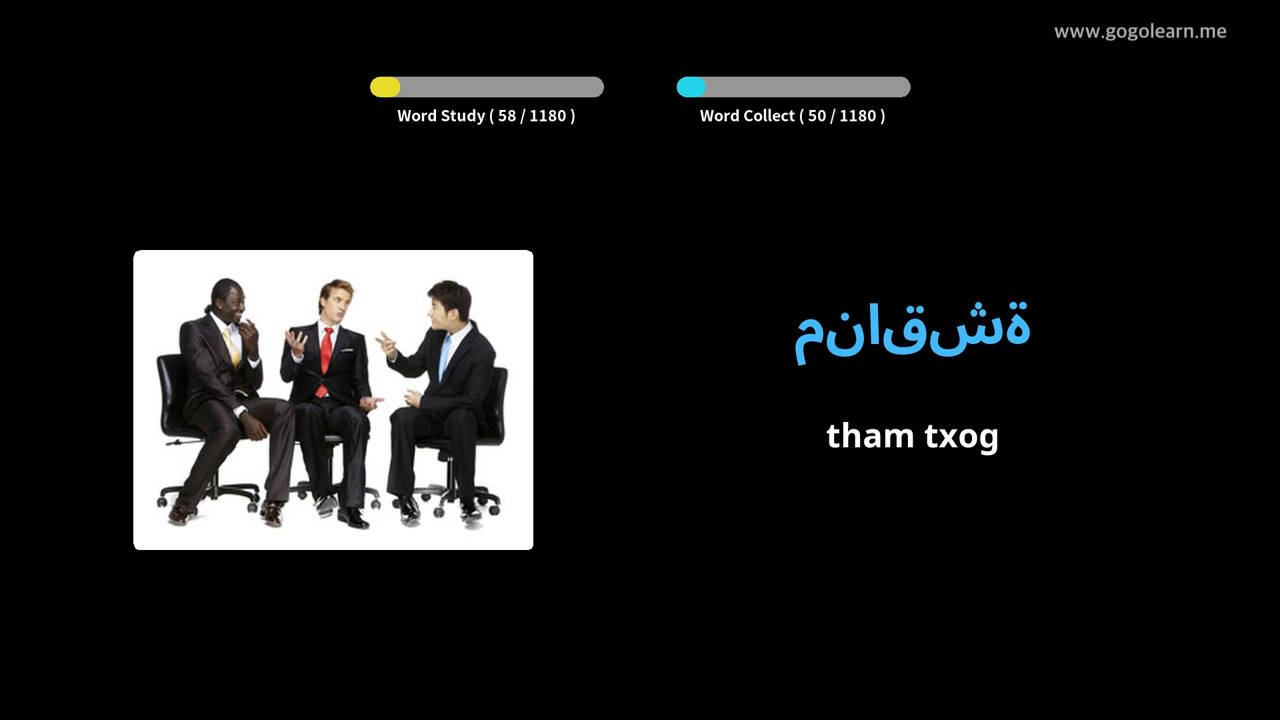 www.gogolearn.me
Word Study ( 58 / 1180 )
Word Collect ( 50 / 1180 )
مناقشة
tham txog